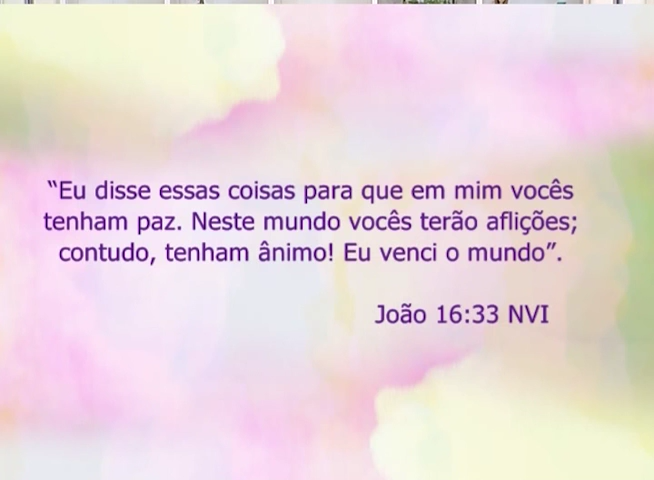 “Eu disse essas coisas para que em mim vocês
tenham paz. Neste mundo vocês terão aflições;
contudo, tenham ânimo! Eu venci o mundo”.
João 16:33 NVI